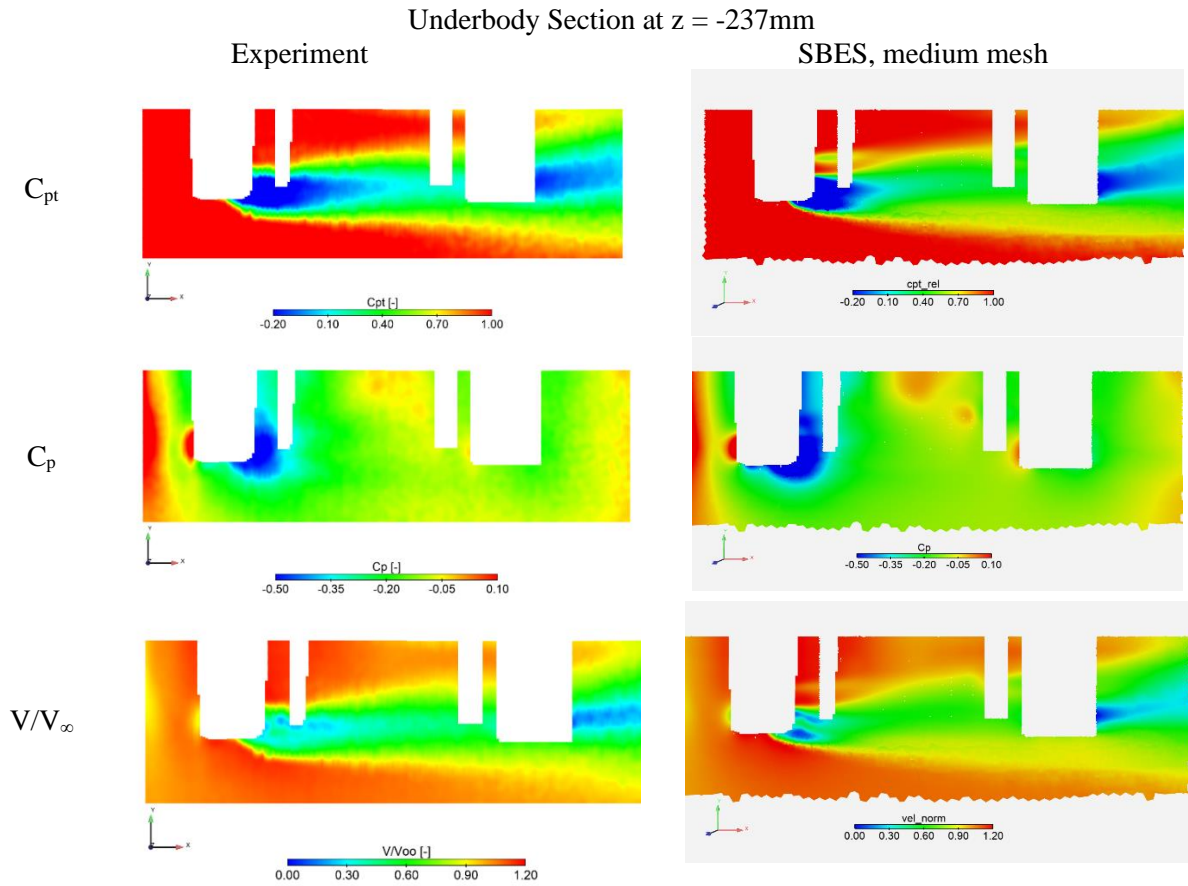 Underbody Section at z = -237mm
Experiment SBES, medium mesh
Cpt
Cpt [-]
-0.20 0.10 0.40 0.70 1.00
cpt_rel
-0.20 0.10 0.40 0.70 1.00
Cp
Cp [-]
-0.50 -0.35 -0.20 -0.05 0.10
Cp
-0.50 -0.35 -0.20 -0.05 0.10
V/V∞
V/Voo [-]
0.00 0.30 0.60 0.90 1.20
vel_norm
0.00 0.30 0.60 0.90 1.20